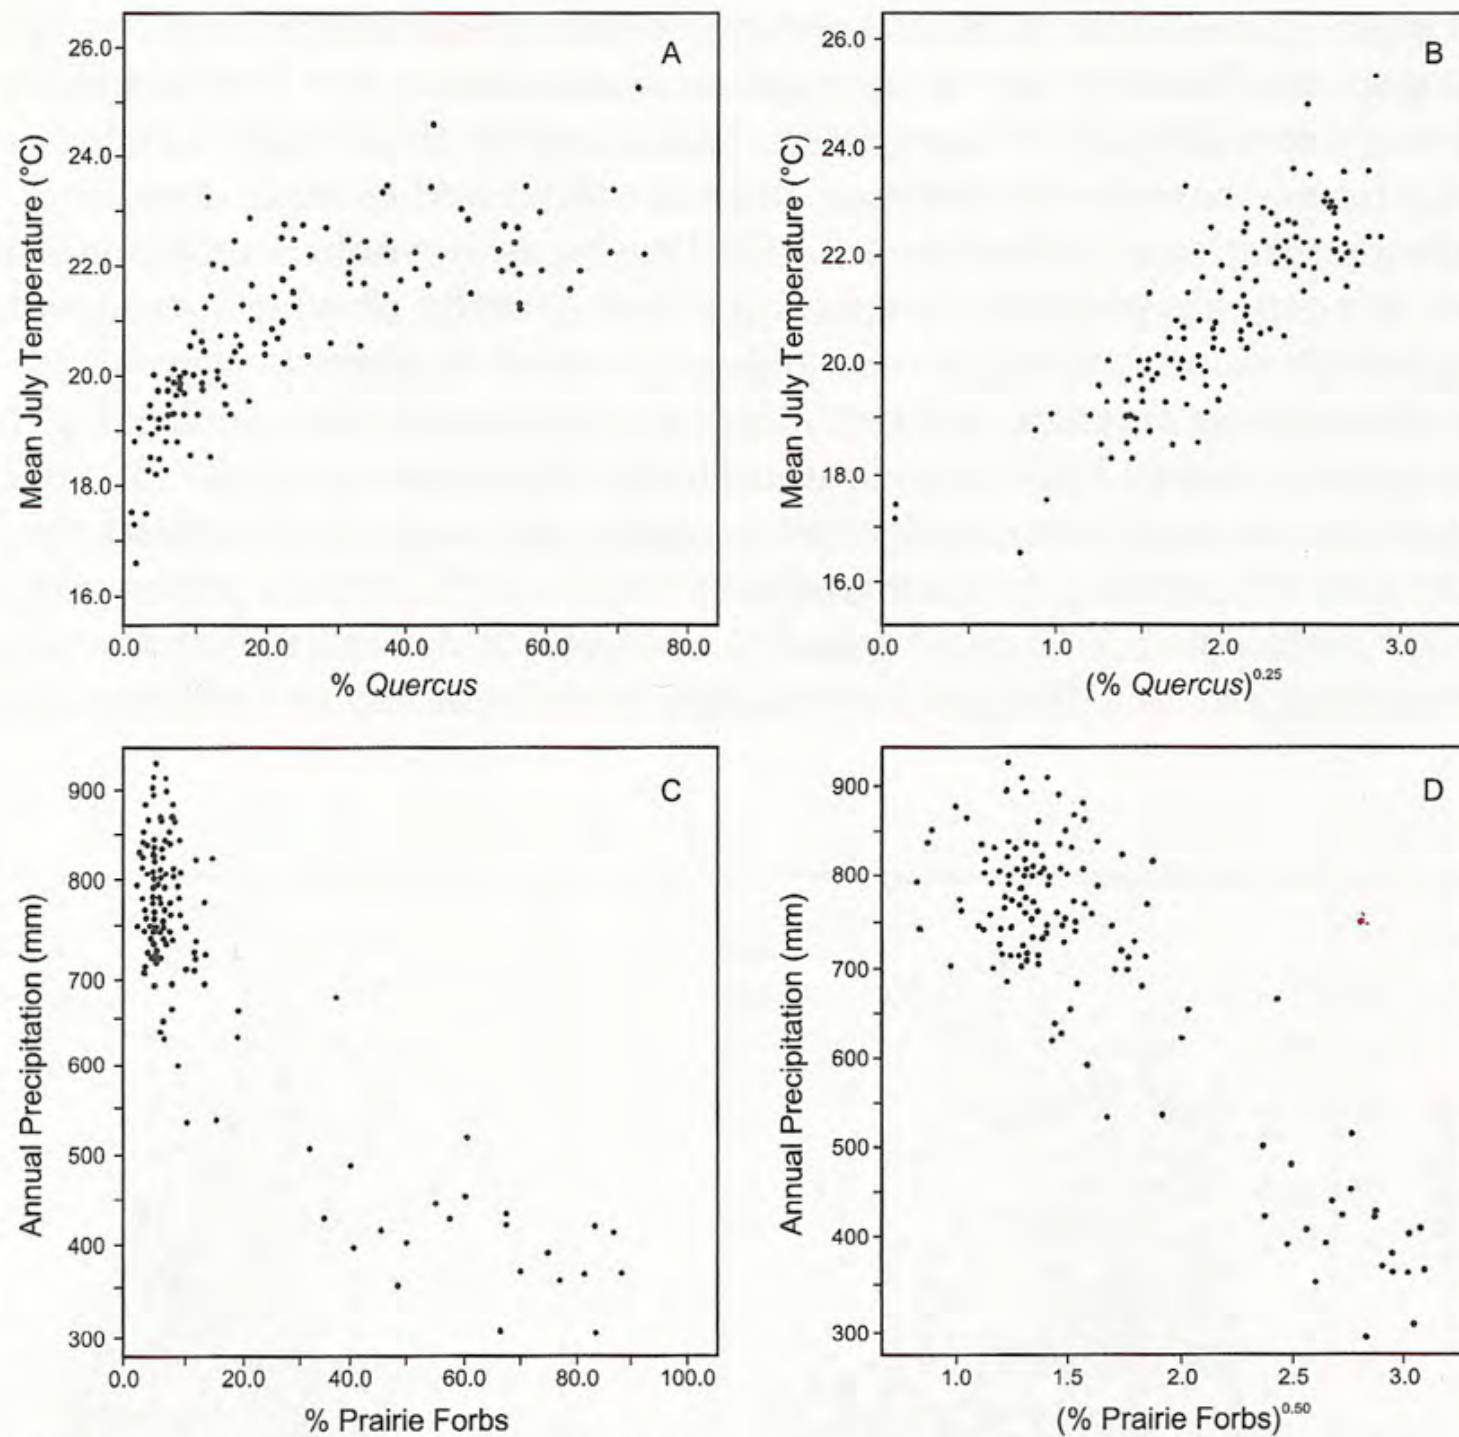 A
26.0
24.0
22.0
20.0
18.0
16.0
Mean July Temperature (°C)
0.0 20.0 40.0 60.0 80.0
% Quercus
B
26.0
24.0
22.0
20.0
18.0
16.0
Mean July Temperature (°C)
0.0 1.0 2.0 3.0
(% Quercus)0.25
C
900
800
700
600
500
400
300
Annual Precipitation (mm)
0.0 20.0 40.0 60.0 80.0 100.0
% Prairie Forbs
D
900
800
700
600
500
400
300
Annual Precipitation (mm)
1.0 1.5 2.0 2.5 3.0
(% Prairie Forbs)0.50